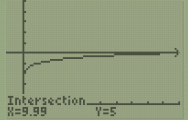 Intersection
X=9.99 Y=5